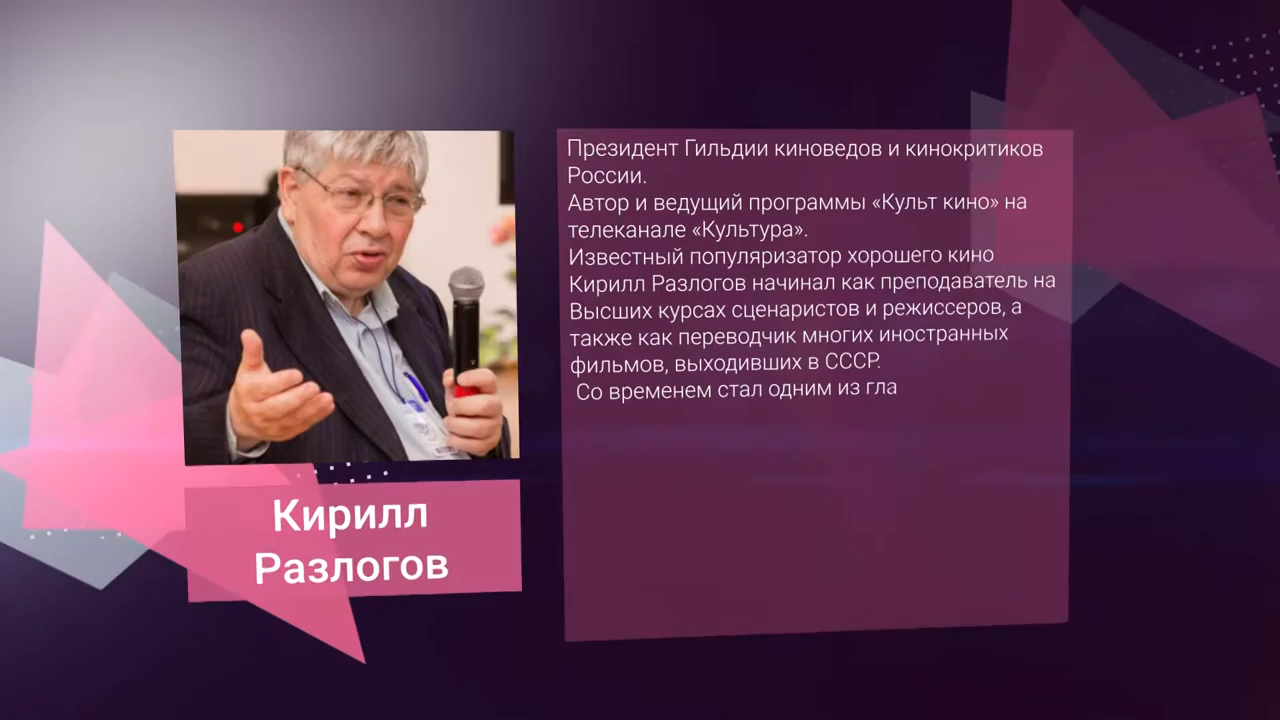 Президент Гильдии киноведов и кинокритиков
России.
Автор и ведущий программы «Культ кино» на
телеканале «Культура».
Известный популяризатор хорошего кино
Кирилл Разлогов начинал как преподаватель на
Высших курсах сценаристов и режиссеров, а
также как переводчик многих иностранных
фильмов, выходивших в СССР.
Со временем стал одним из гла
Кирилл
Разлогов